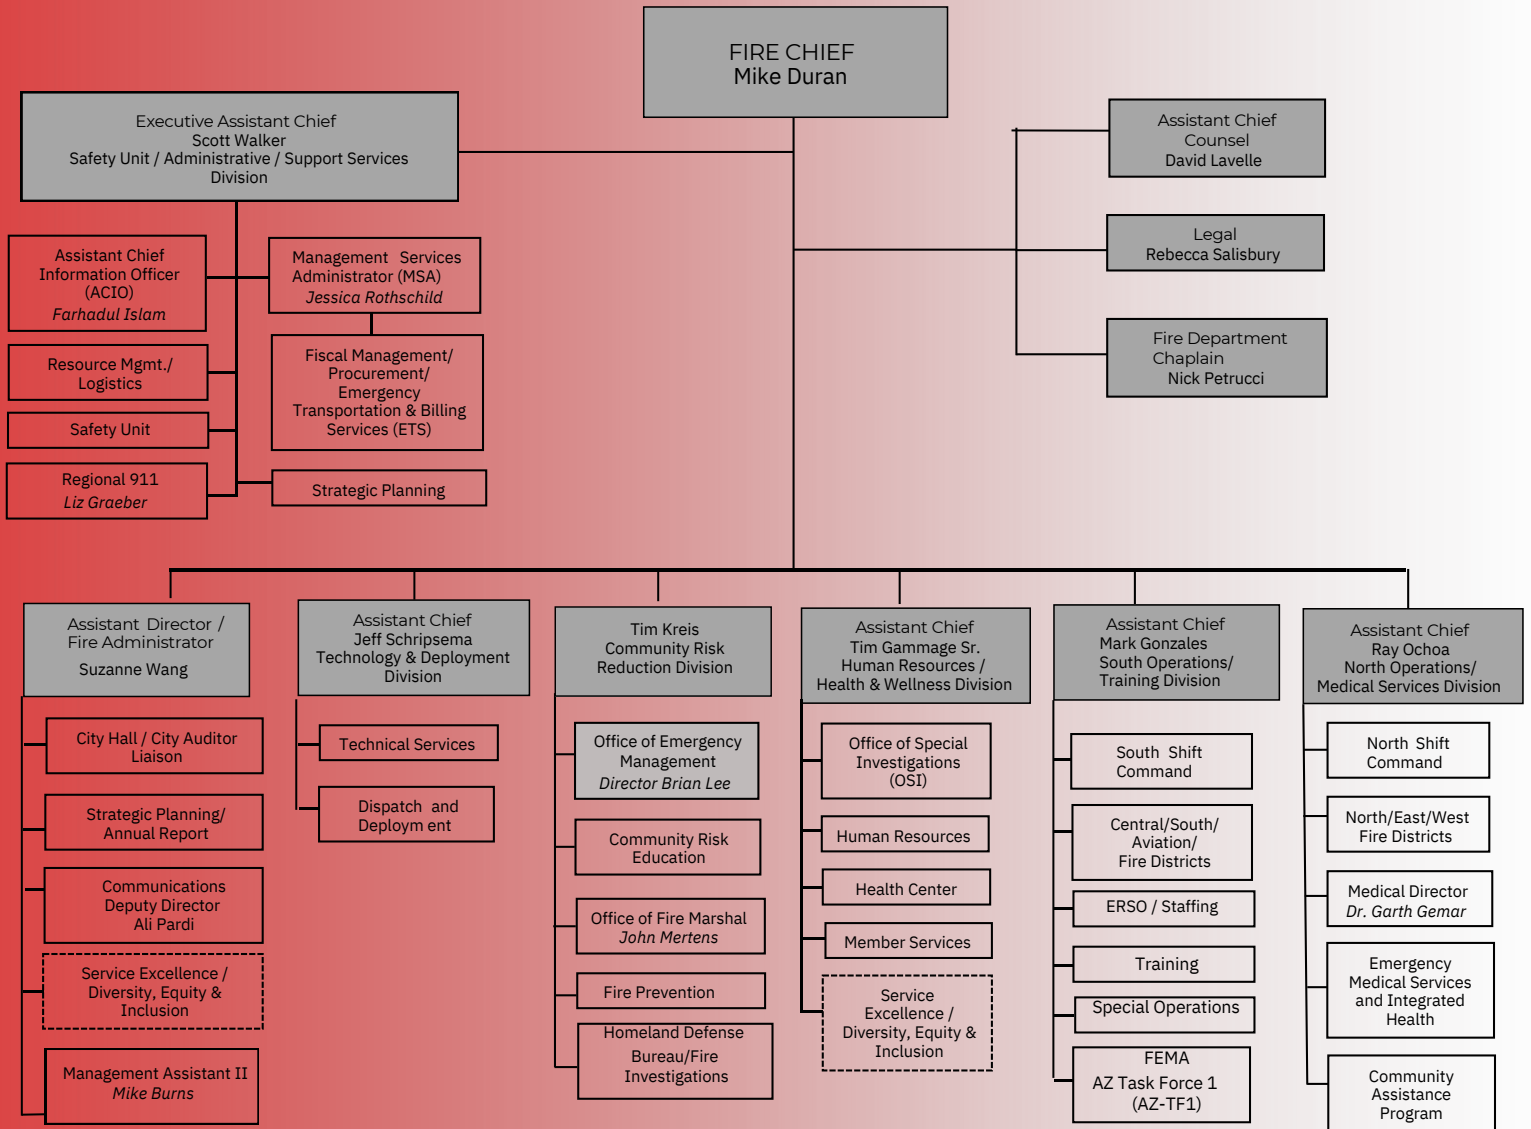 FIRE CHIEF
Mike Duran
Executive Assistant Chief
Scott Walker
Safety Unit / Administrative / Support Services
Division
Assistant Chief
Counsel
David Lavelle
Legal
Rebecca Salisbury
Fire Department
Chaplain
Nick Petrucci
Assistant Chief
Information Officer
(ACIO)
Farhadul Islam
Management Services
Administrator (MSA)
Jessica Rothschild
Resource Mgmt./
Logistics
Fiscal Management/
Procurement/
Emergency
Transportation & Billing
Services (ETS)
Safety Unit
Regional 911
Liz Graeber
Strategic Planning
Assistant Director /
Fire Administrator
Suzanne Wang
City Hall / City Auditor
Liaison
Strategic Planning/
Annual Report
Communications
Deputy Director
Ali Pardi
Service Excellence /
Diversity, Equity &
Inclusion
Management Assistant II
Mike Burns
Assistant Chief
Jeff Schripsema
Technology & Deployment
Division
Technical Services
Dispatch and
Deploym ent
Tim Kreis
Community Risk
Reduction Division
Office of Emergency
Management
Director Brian Lee
Community Risk
Education
Office of Fire Marshal
John Mertens
Fire Prevention
Homeland Defense
Bureau/Fire
Investigations
Assistant Chief
Tim Gammage Sr.
Human Resources /
Health & Wellness Division
Office of Special
Investigations
(OSI)
Human Resources
Health Center
Member Services
Service
Excellence /
Diversity, Equity &
Inclusion
Assistant Chief
Mark Gonzales
South Operations/
Training Division
South Shift
Command
Central/South/
Aviation/
Fire Districts
ERSO / Staffing
Training
Special Operations
FEMA
AZ Task Force 1
(AZ-TF1)
Assistant Chief
Ray Ochoa
North Operations/
Medical Services Division
North Shift
Command
North/East/West
Fire Districts
Medical Director
Dr. Garth Gemar
Emergency
Medical Services
and Integrated
Health
Community
Assistance
Program